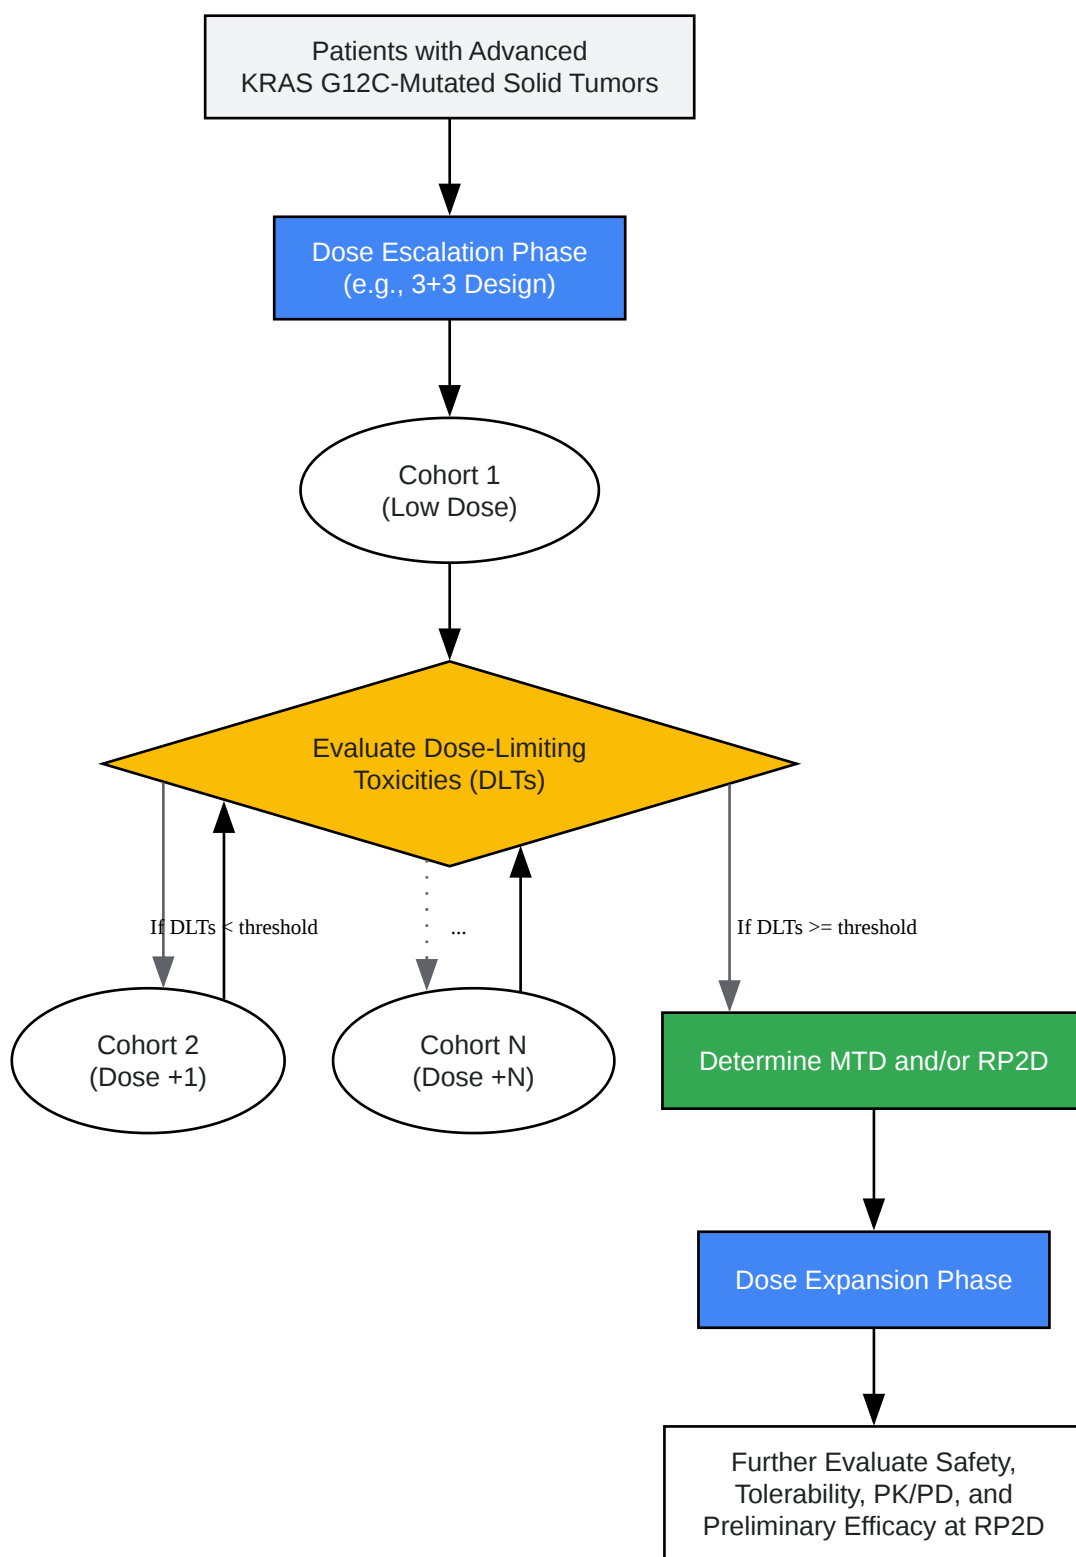 Patients with Advanced
KRAS G12C-Mutated Solid Tumors
Dose Escalation Phase
(e.g., 3+3 Design)
Cohort 1
(Low Dose)
Evaluate Dose-Limiting
Toxicities (DLTs)
If DLTs < threshold
...
If DLTs >= threshold
Cohort 2
(Dose +1)
Cohort N
(Dose +N)
Determine MTD and/or RP2D
Dose Expansion Phase
Further Evaluate Safety,
Tolerability, PK/PD, and
Preliminary Efficacy at RP2D